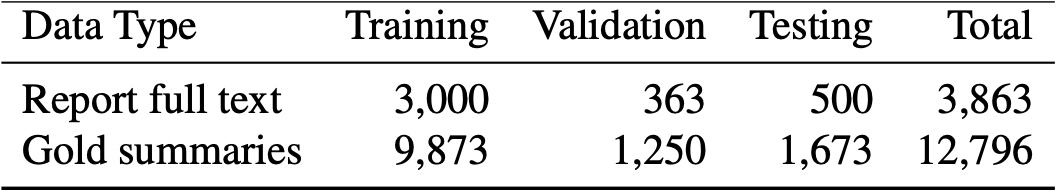 Data Type Training Validation Testing Total
Report full text 3,000 363 500 3,863
Gold summaries 9,873 1,250 1,673 12,796